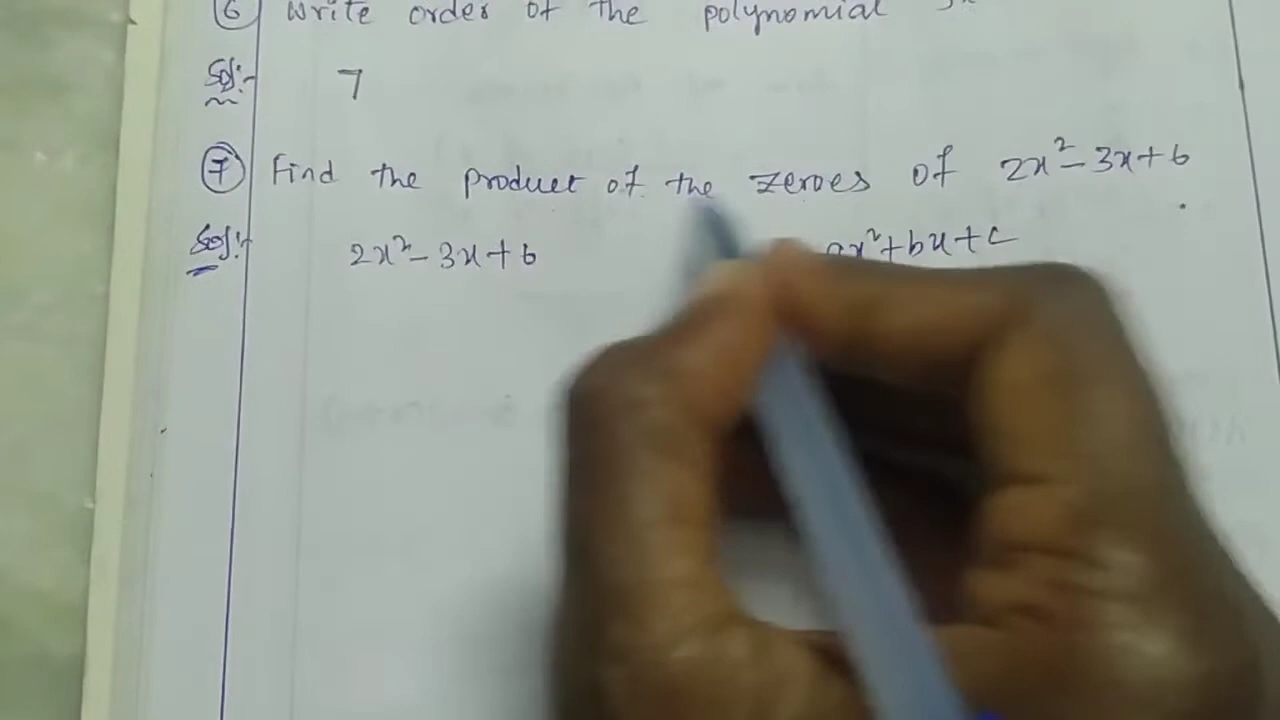 6 Write order of the polynomial
Sol:- 7
7 Find the product of the zeroes of 2x²-3x+6
Sol:- 2x²-3x+6 ax²+bx+c